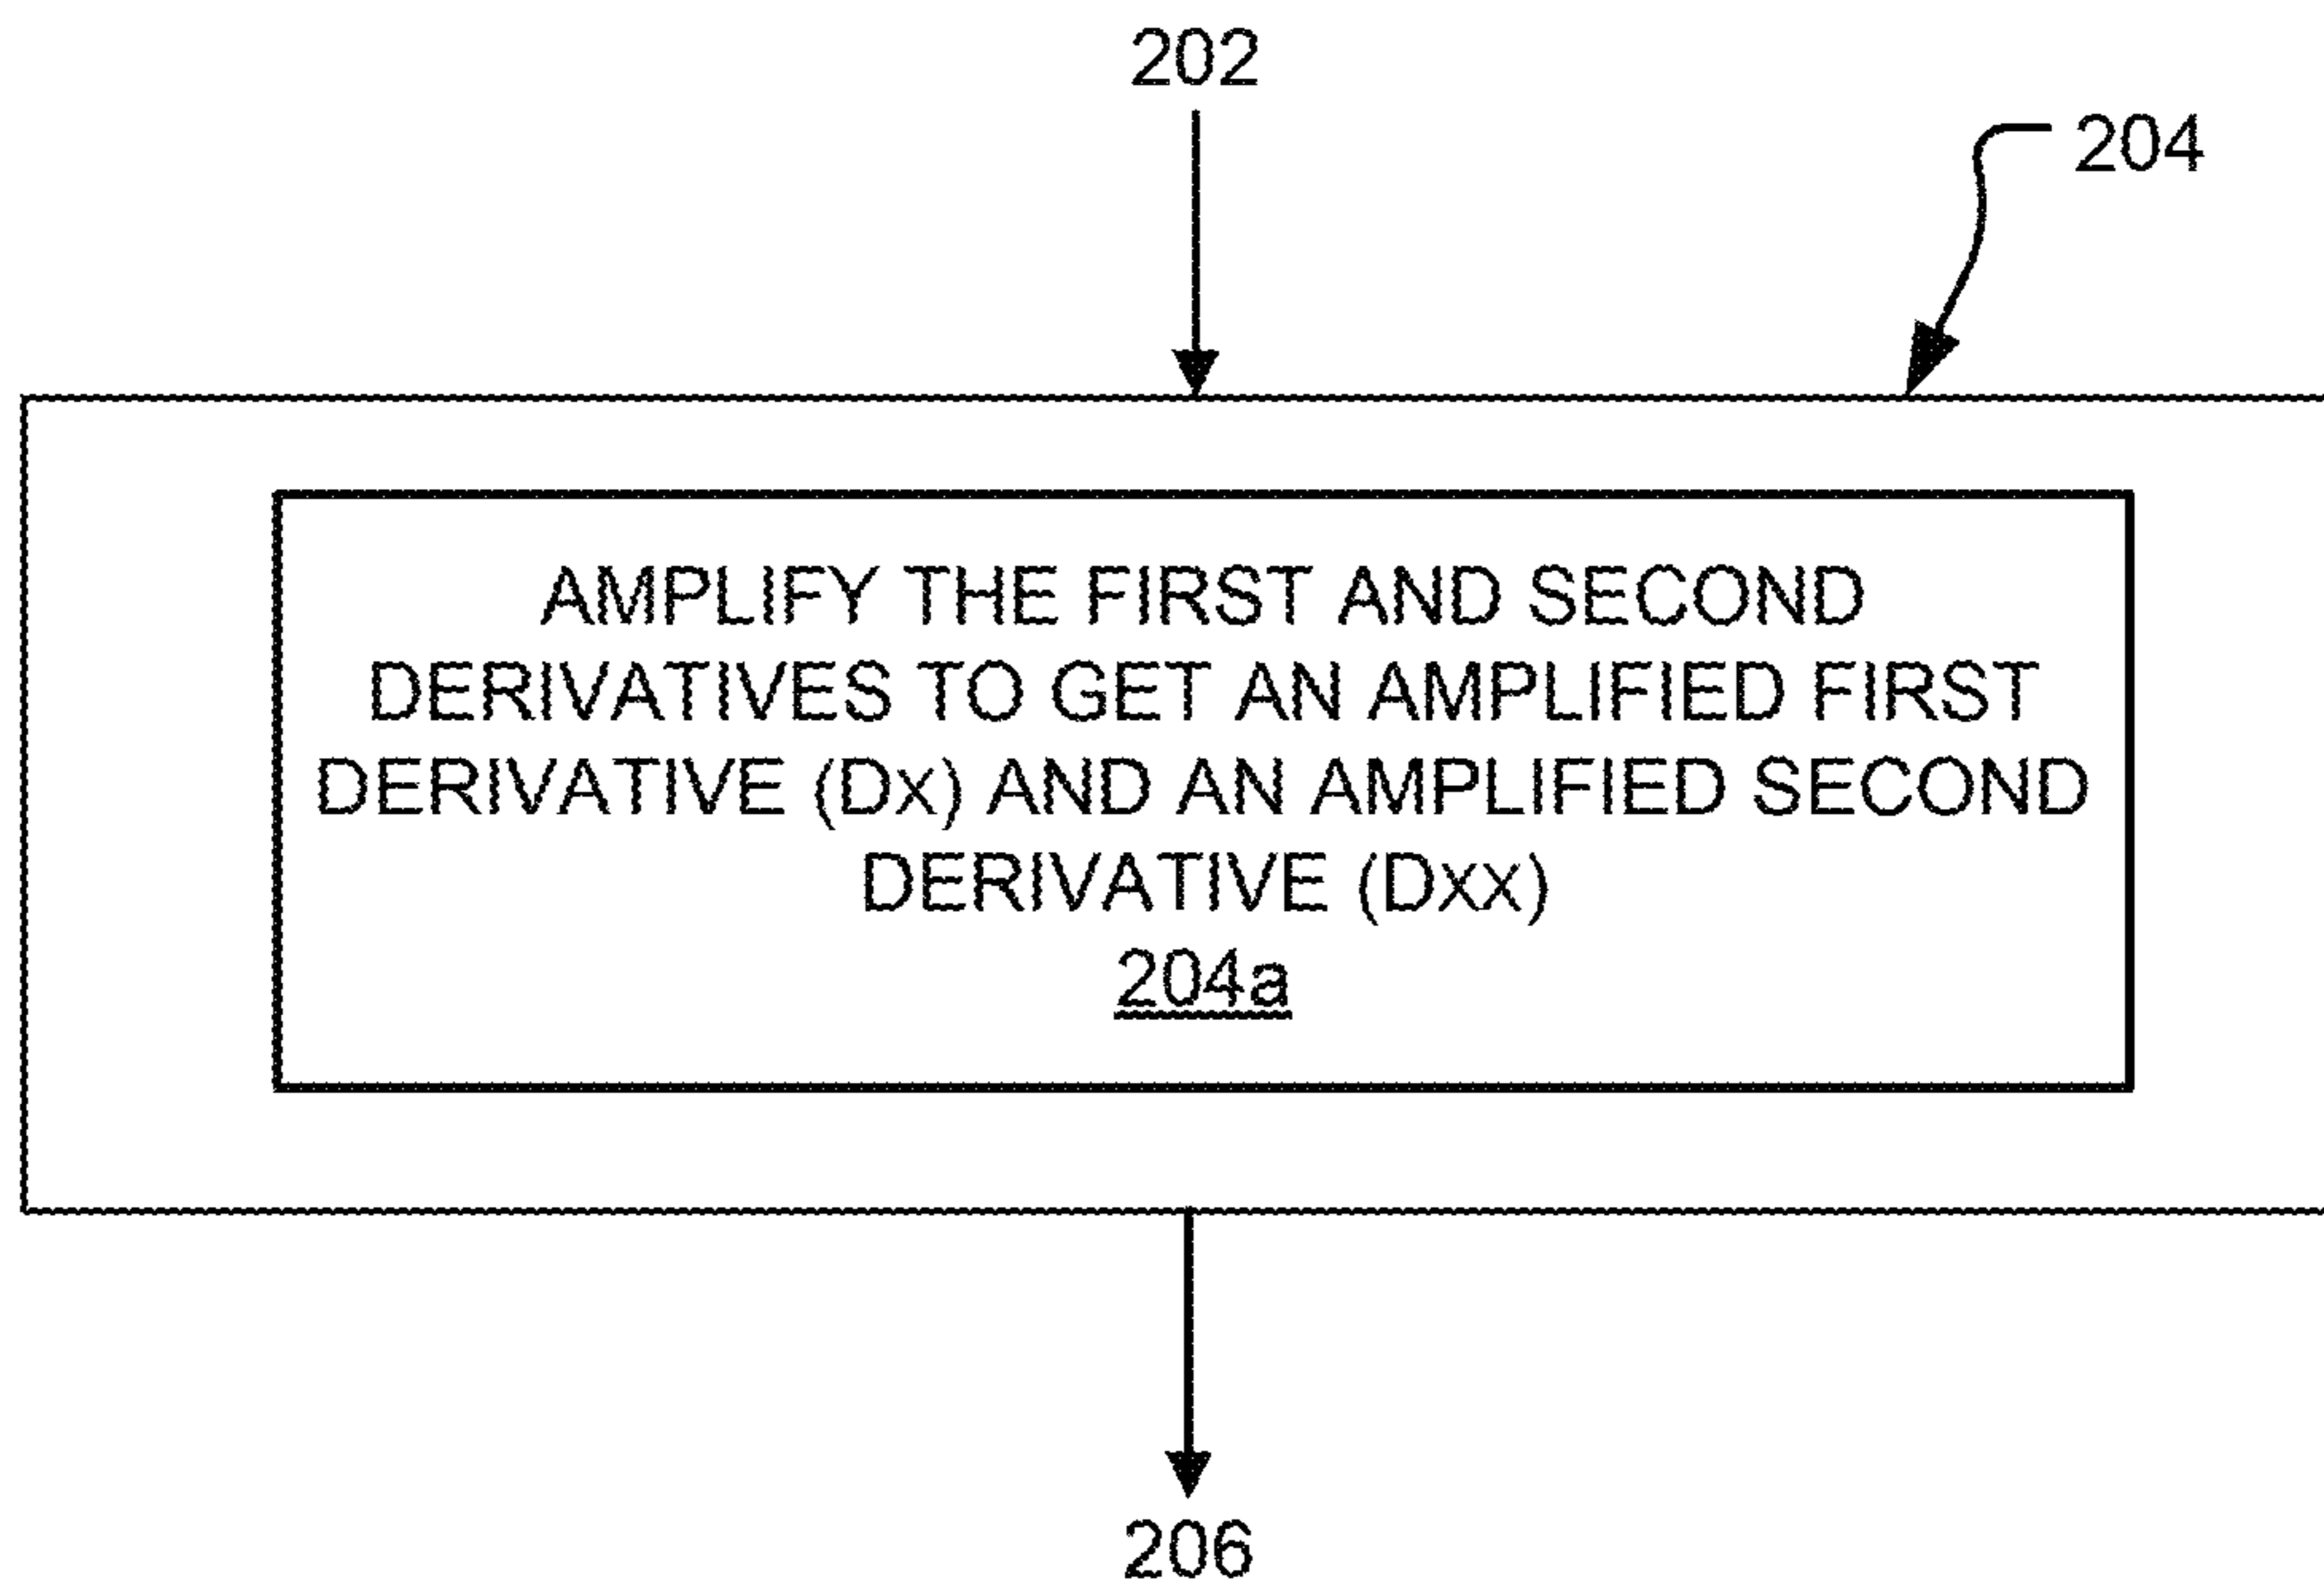 202
204
AMPLIFY THE FIRST AND SECOND
DERIVATIVES TO GET AN AMPLIFIED FIRST
DERIVATIVE (DX) AND AN AMPLIFIED SECOND
DERIVATIVE (DXX)
204a
206